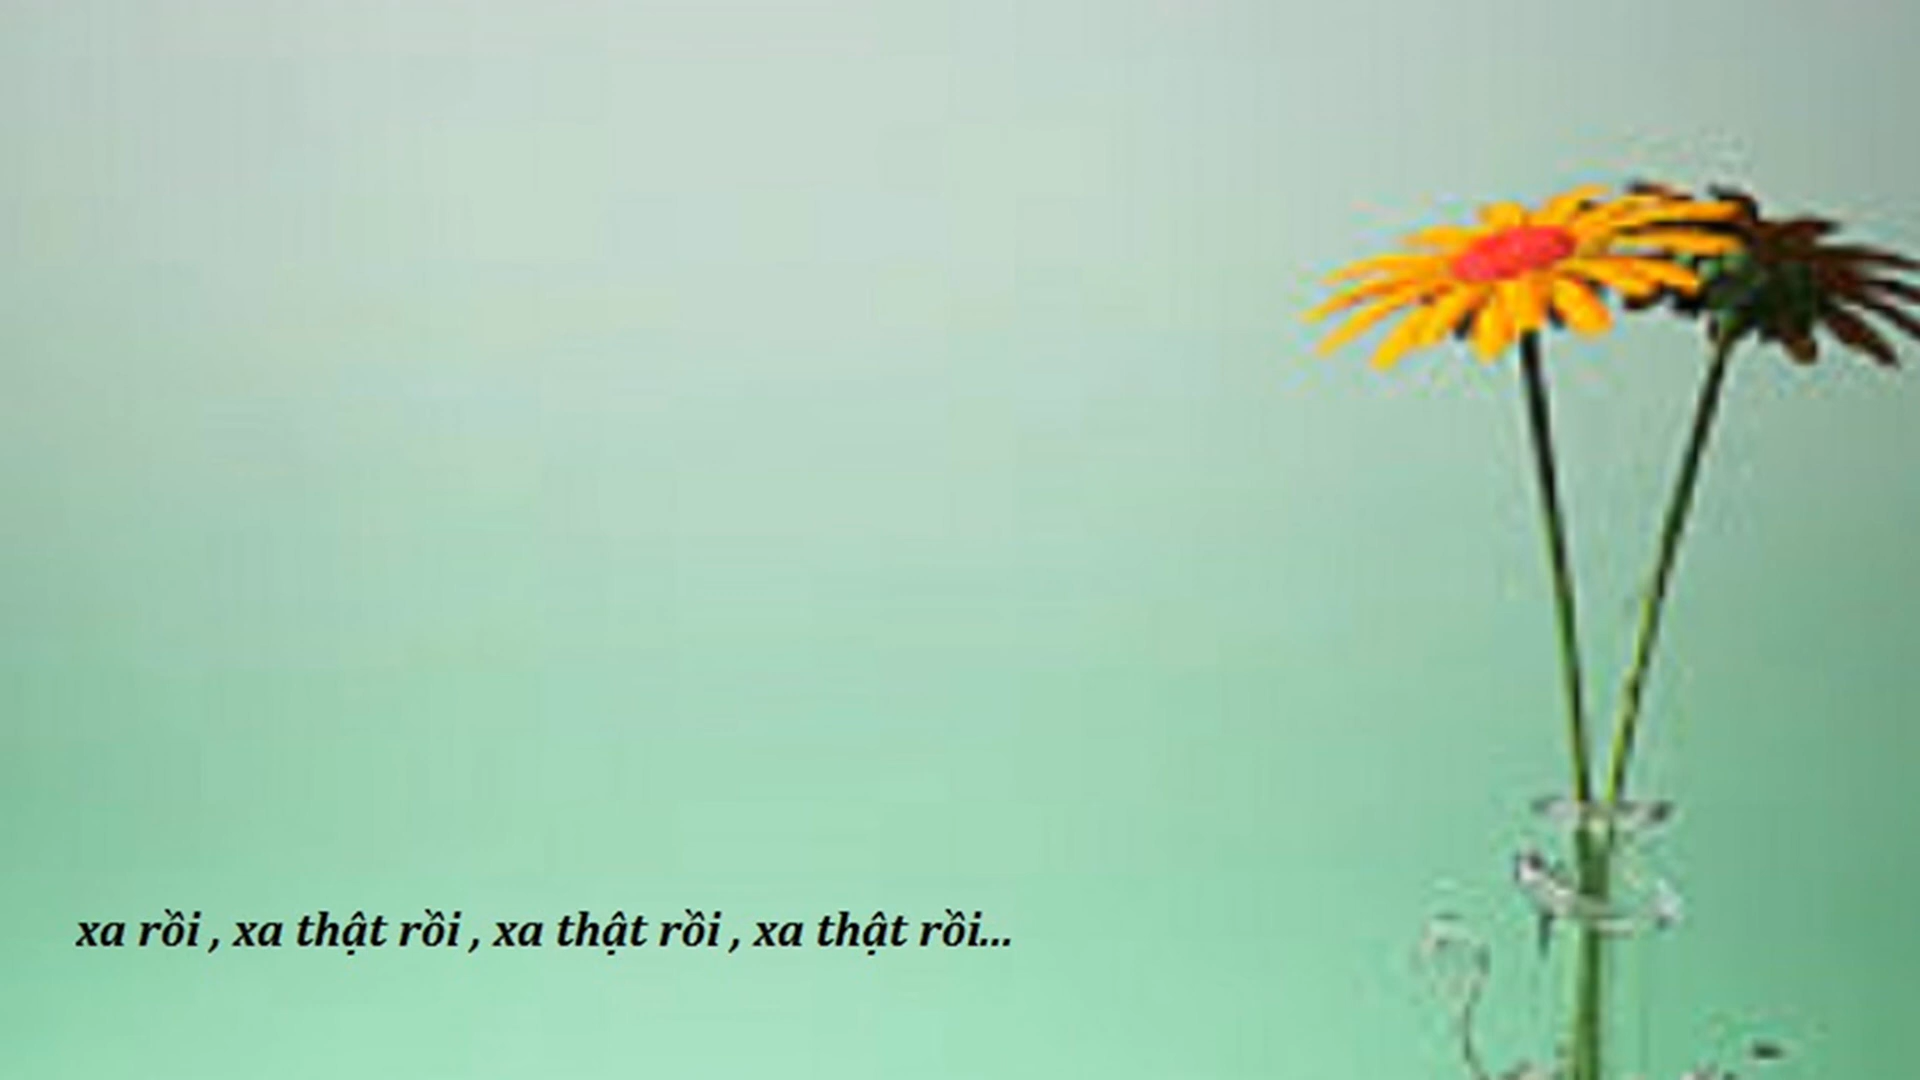 xa rồi , xa thật rồi , xa thật rồi , xa thật rồi...